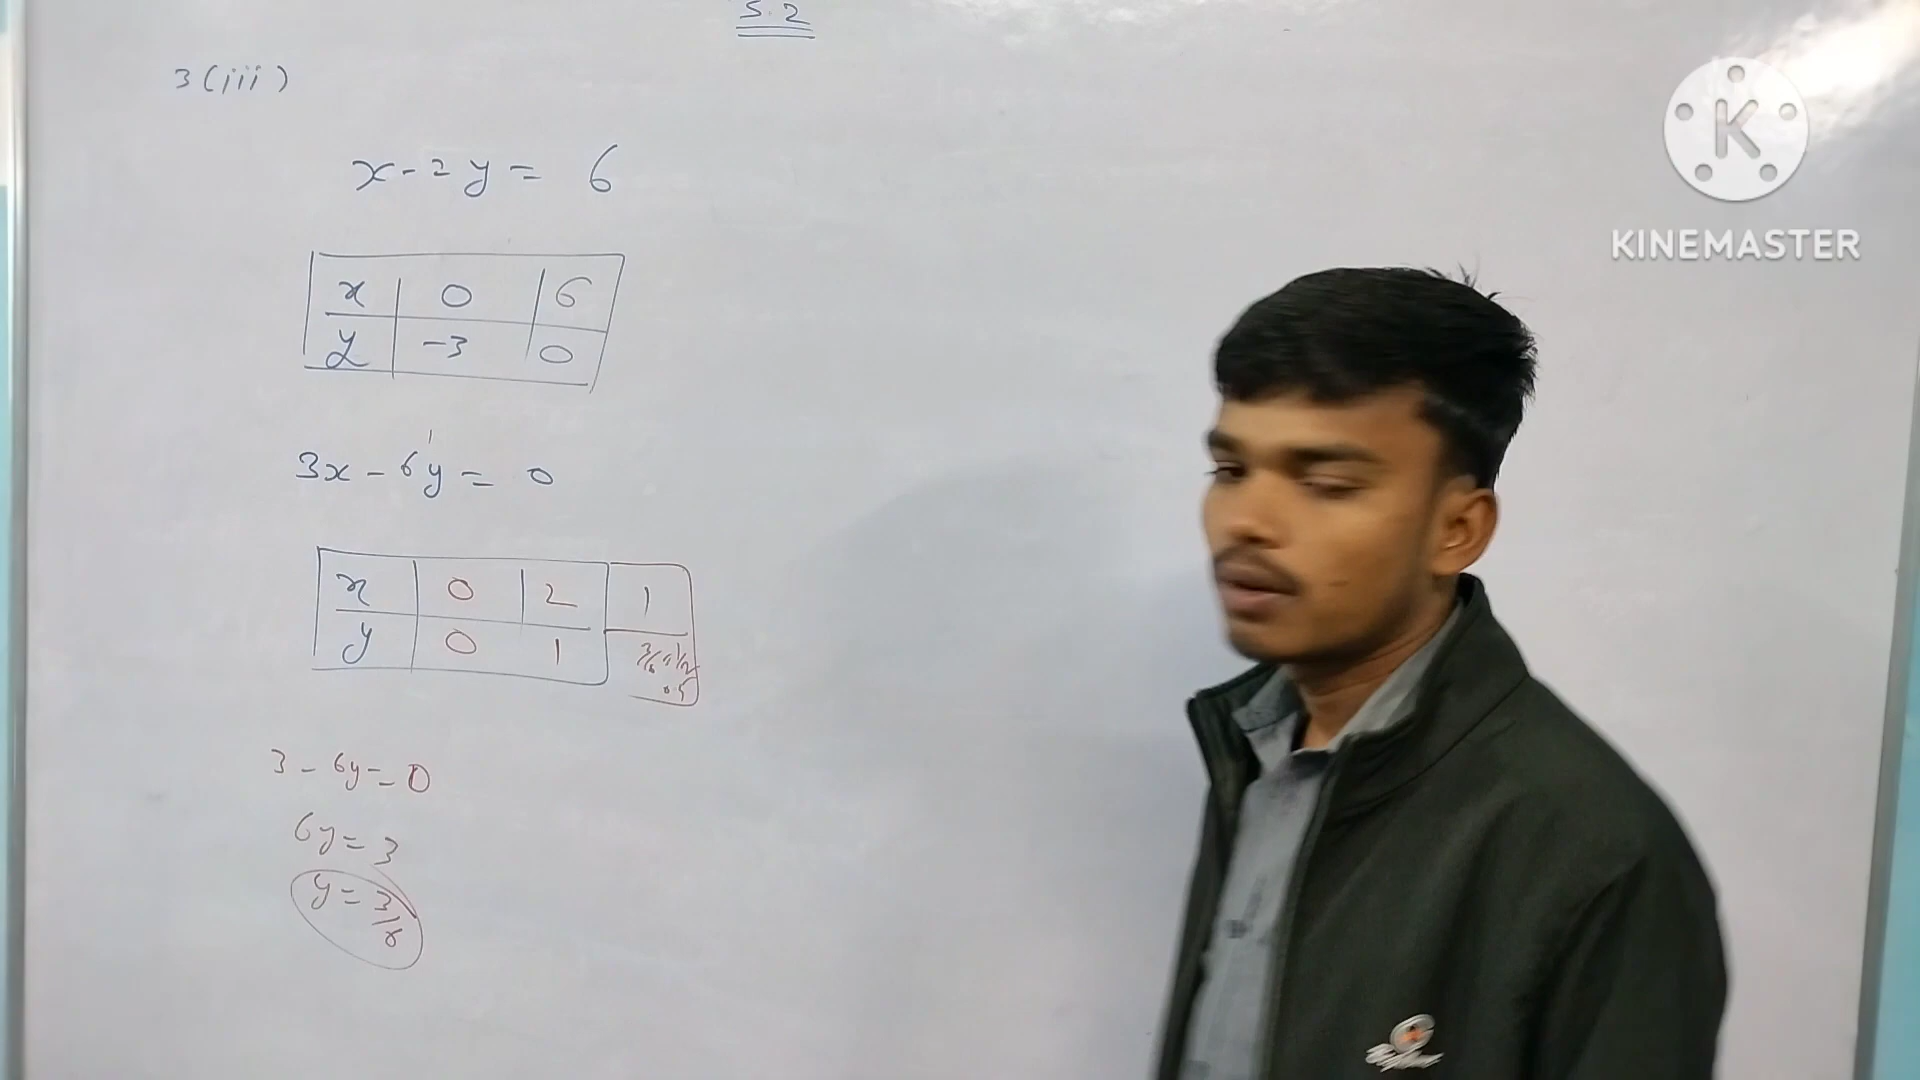 5.2
3(iii)
x - 2y = 6
x 0 6
y -3 0
3x - 6y = 0
x 0 2 1
y 0 1 3/6 1/2
0.5
3 - 6y = 0
6y = 3
y = 3/6
K
KINEMASTER